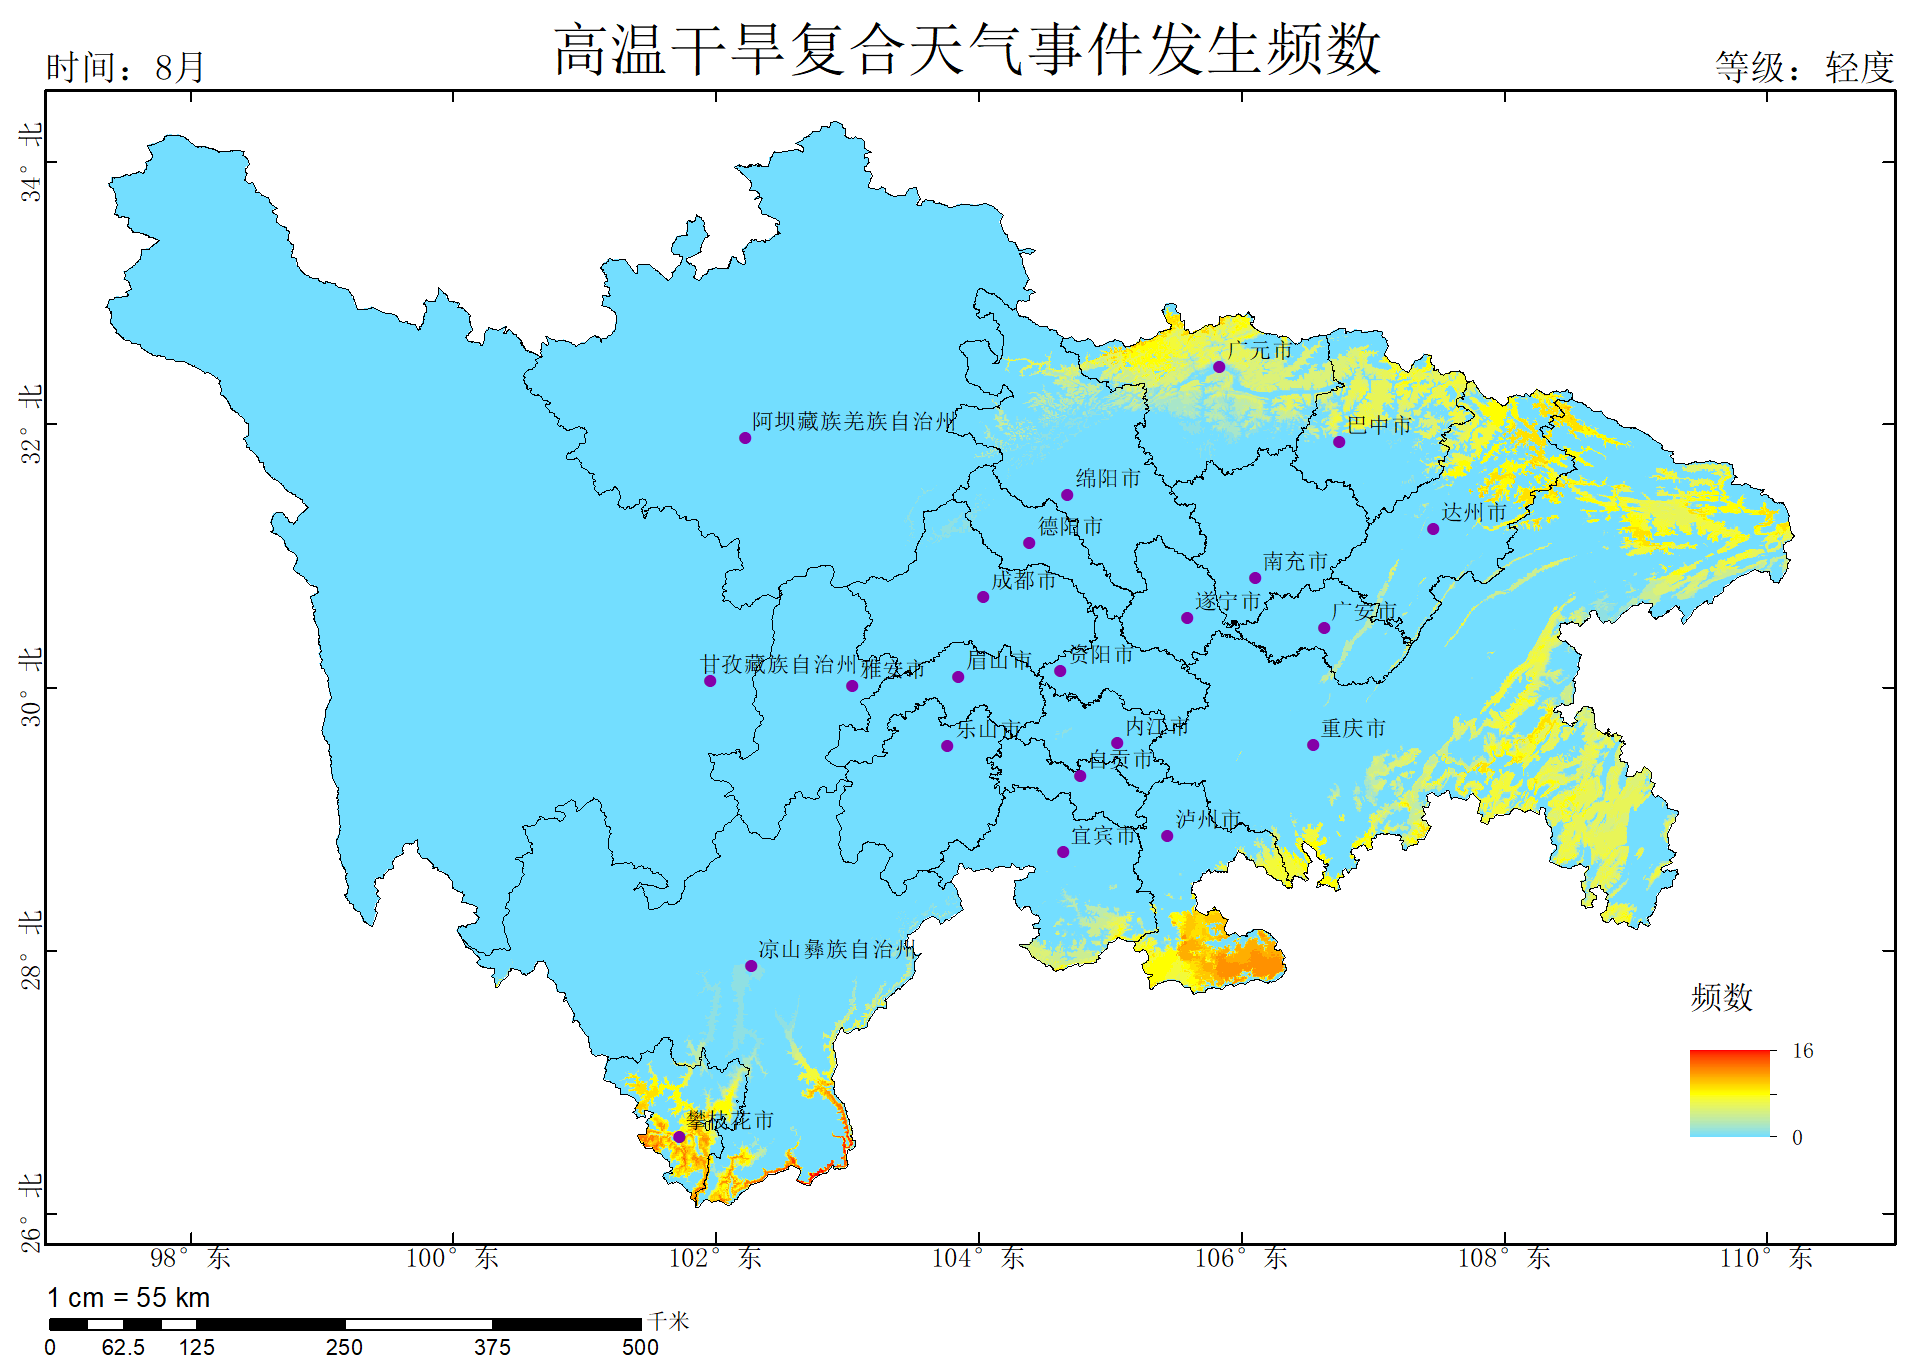 高温干旱复合天气事件发生频数
时间：8月
等级：轻度
34° 北
32° 北
30° 北
28° 北
26° 北
广元市
阿坝藏族羌族自治州
巴中市
绵阳市
德阳市
达州市
南充市
成都市
遂宁市
广安市
甘孜藏族自治州
雅安市
眉山市
资阳市
乐山市
内江市
重庆市
自贡市
泸州市
宜宾市
凉山彝族自治州
攀枝花市
频数
16
0
98° 东
100° 东
102° 东
104° 东
106° 东
108° 东
110° 东
1 cm = 55 km
千米
0 62.5 125 250 375 500